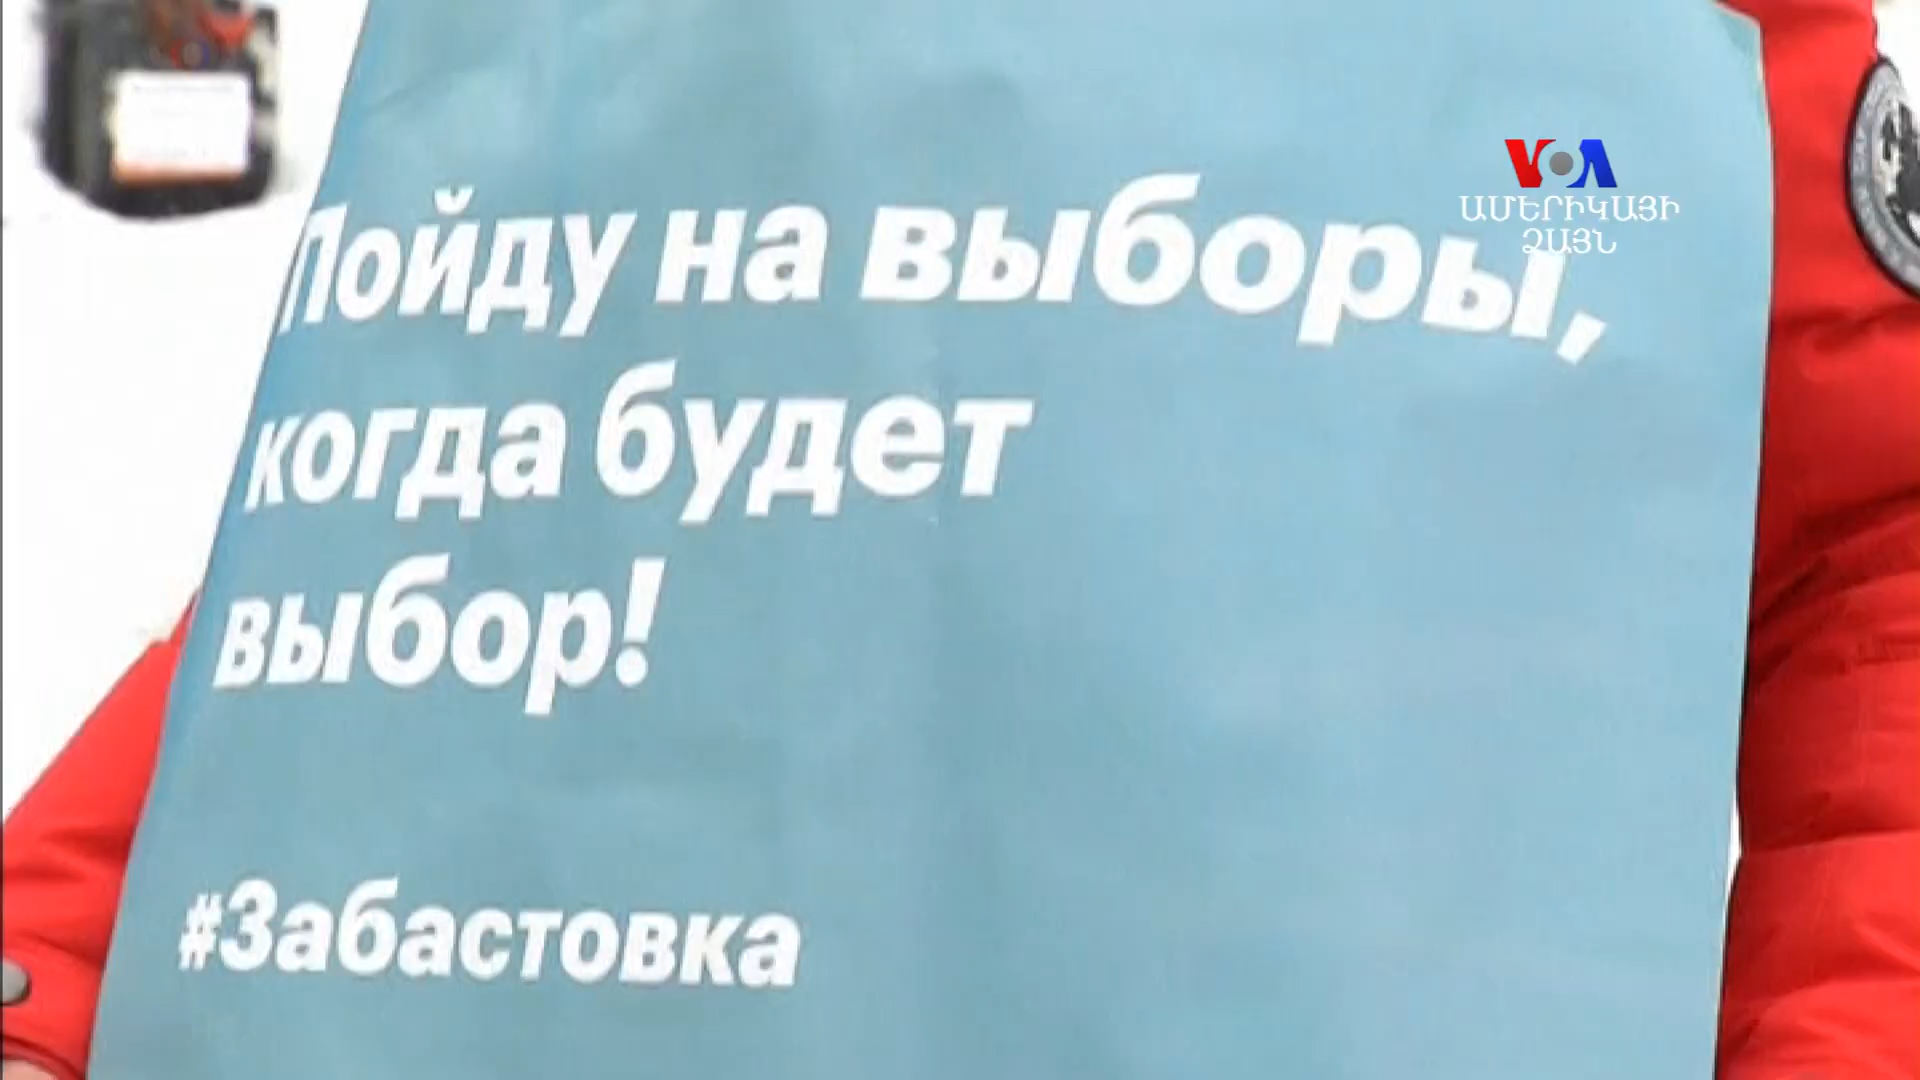 VOA
ԱՄԵՐԻԿԱՅԻ
ՁԱՅՆ
Пойду на выборы,
когда будет
выбор!
#Забастовка